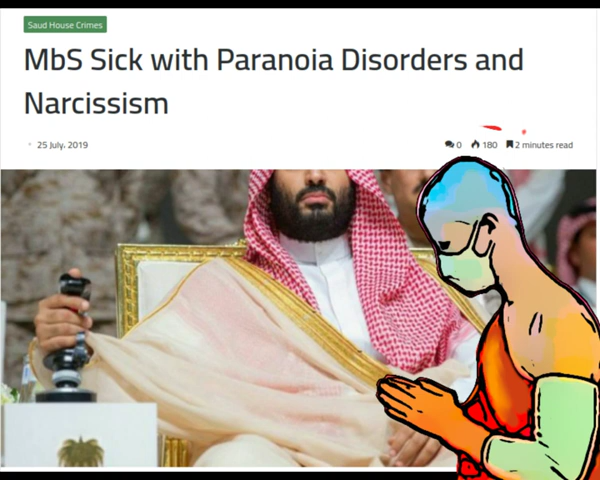 Saud House Crimes
MbS Sick with Paranoia Disorders and
Narcissism
25 July، 2019
0 180 2 minutes read